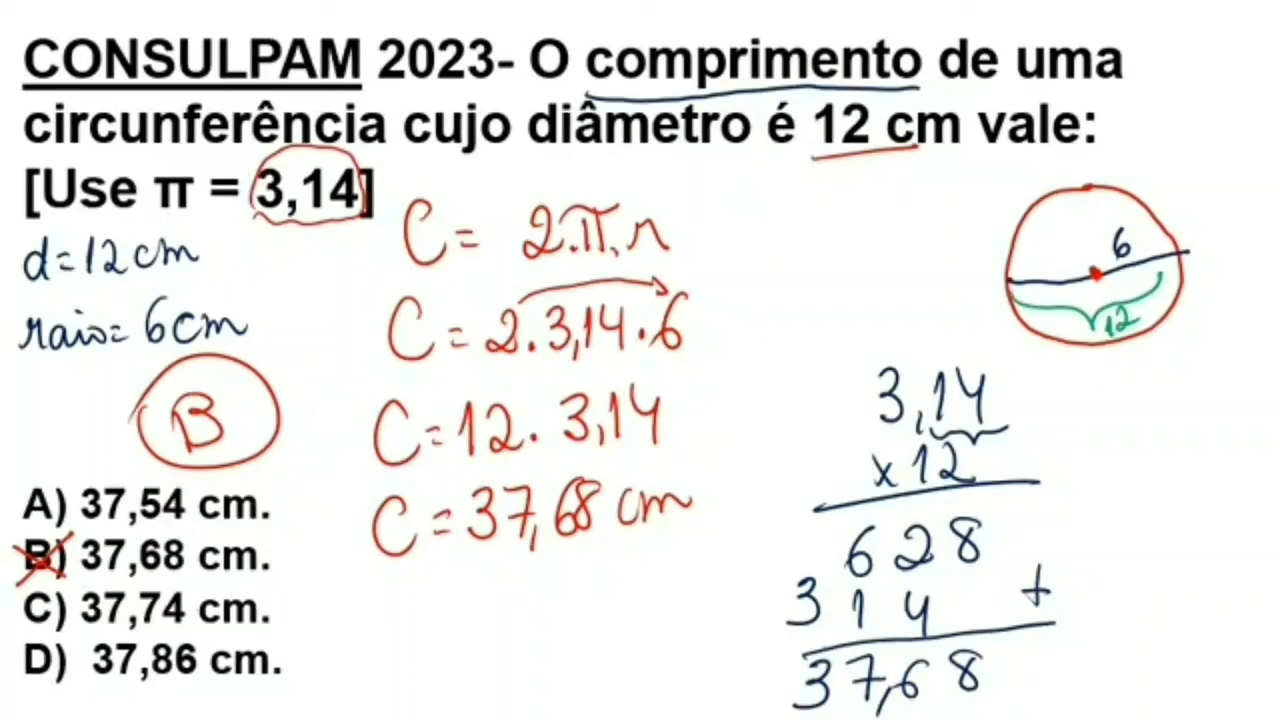 CONSULPAM 2023- O comprimento de uma
circunferência cujo diâmetro é 12 cm vale:
[Use π = 3,14]
d=12cm
raio= 6cm
B
C= 2.π.r
C= 2.3,14.6
C=12. 3,14
C=37,68 cm
6
12
A) 37,54 cm.
B) 37,68 cm.
C) 37,74 cm.
D) 37,86 cm.
3,14
x12
628
314 +
37,68